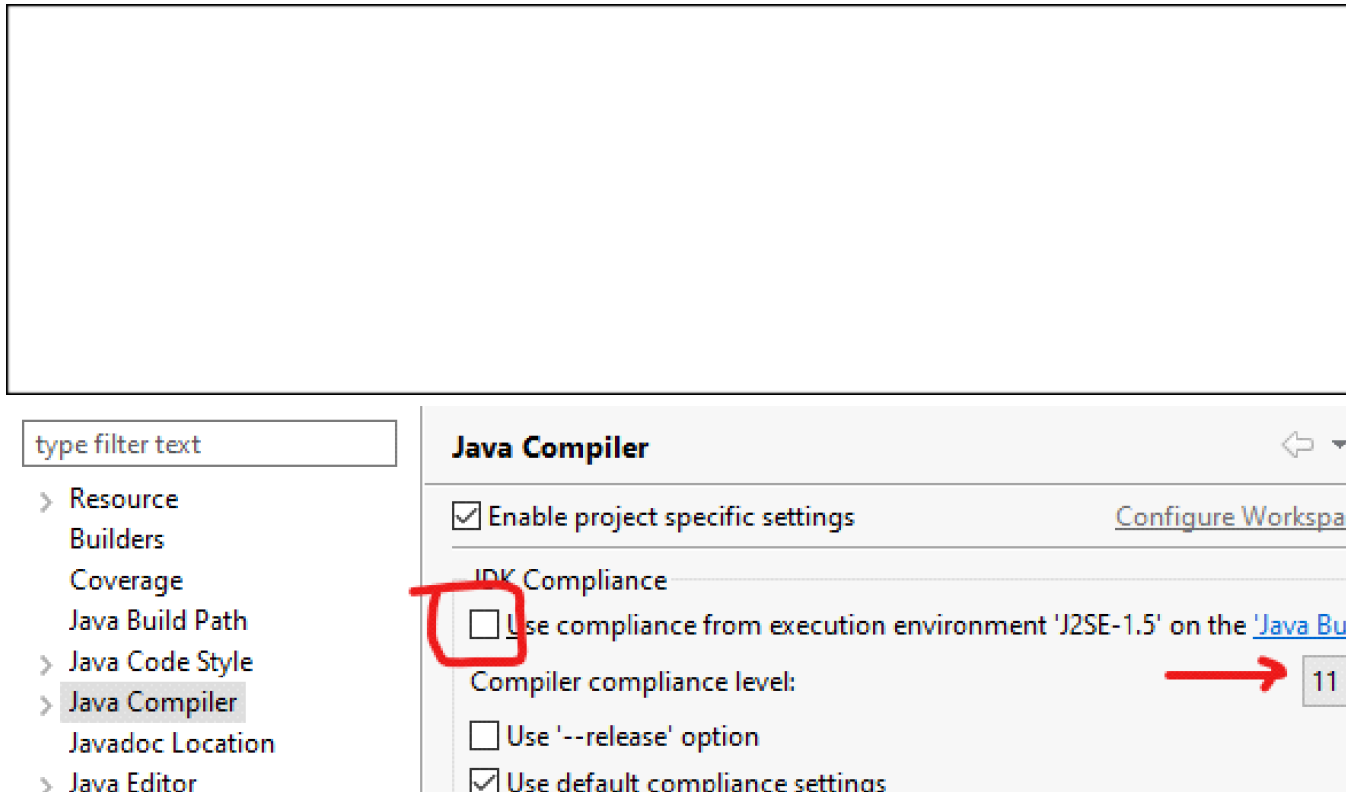 type filter text
Resource
Builders
Coverage
Java Build Path
Java Code Style
Java Compiler
Javadoc Location
Java Editor
Java Compiler
Enable project specific settings
Configure Workspa
JDK Compliance
Use compliance from execution environment 'J2SE-1.5' on the 'Java Bu
Compiler compliance level:
11
Use '--release' option
Use default compliance settings